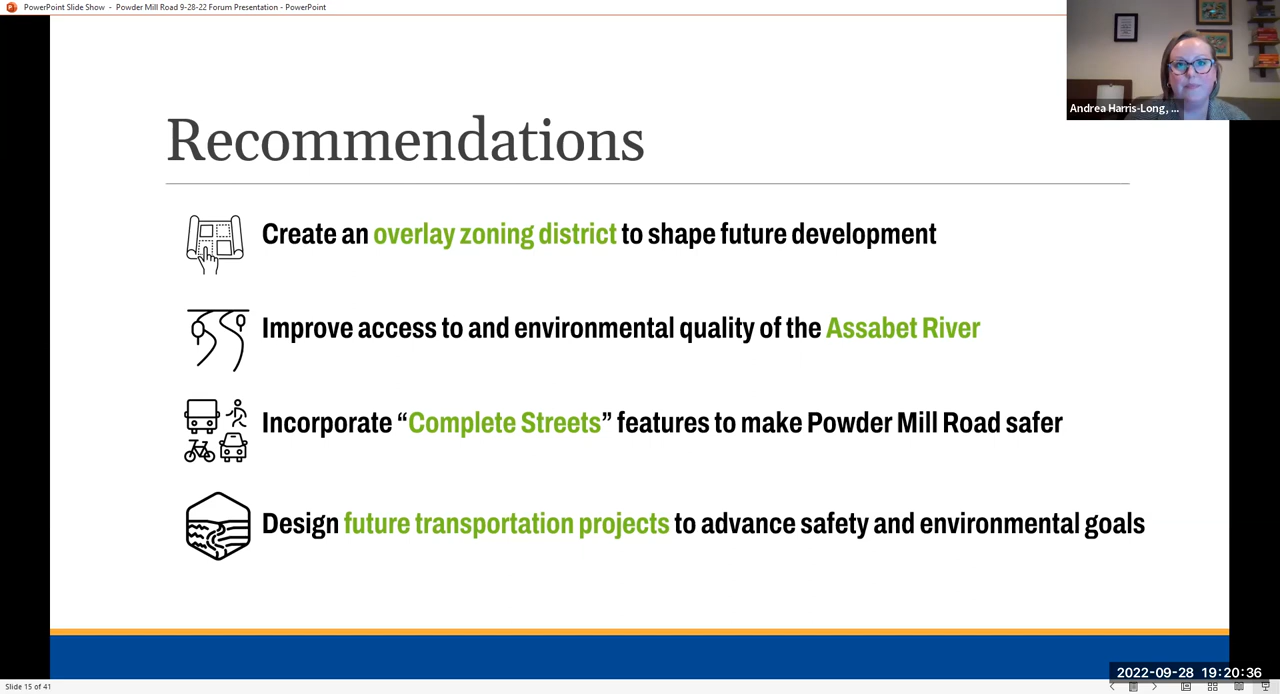 PowerPoint Slide Show - Powder Mill Road 9-28-22 Forum Presentation - PowerPoint
Andrea Harris-Long, ...
Recommendations
Create an overlay zoning district to shape future development
Improve access to and environmental quality of the Assabet River
Incorporate “Complete Streets” features to make Powder Mill Road safer
Design future transportation projects to advance safety and environmental goals
2022-09-28 19:20:36
Slide 15 of 41